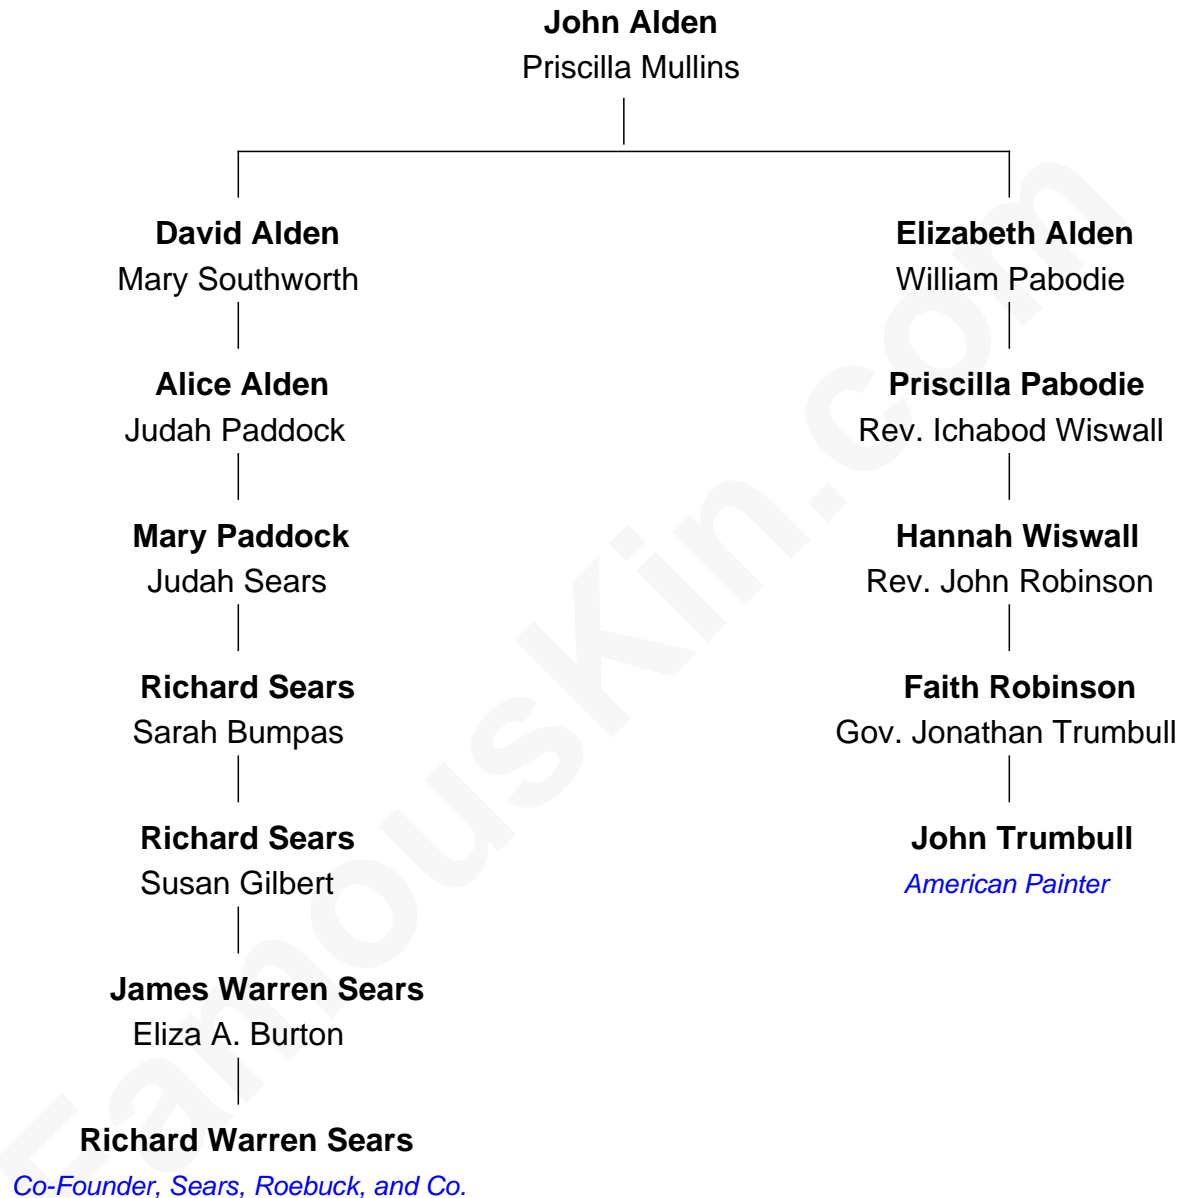 John Alden
Priscilla Mullins
David Alden
Mary Southworth
Elizabeth Alden
William Pabodie
Alice Alden
Judah Paddock
Priscilla Pabodie
Rev. Ichabod Wiswall
Mary Paddock
Judah Sears
Hannah Wiswall
Rev. John Robinson
Richard Sears
Sarah Bumpas
Faith Robinson
Gov. Jonathan Trumbull
Richard Sears
Susan Gilbert
John Trumbull
American Painter
James Warren Sears
Eliza A. Burton
Richard Warren Sears
Co-Founder, Sears, Roebuck, and Co.
FamousKin.com